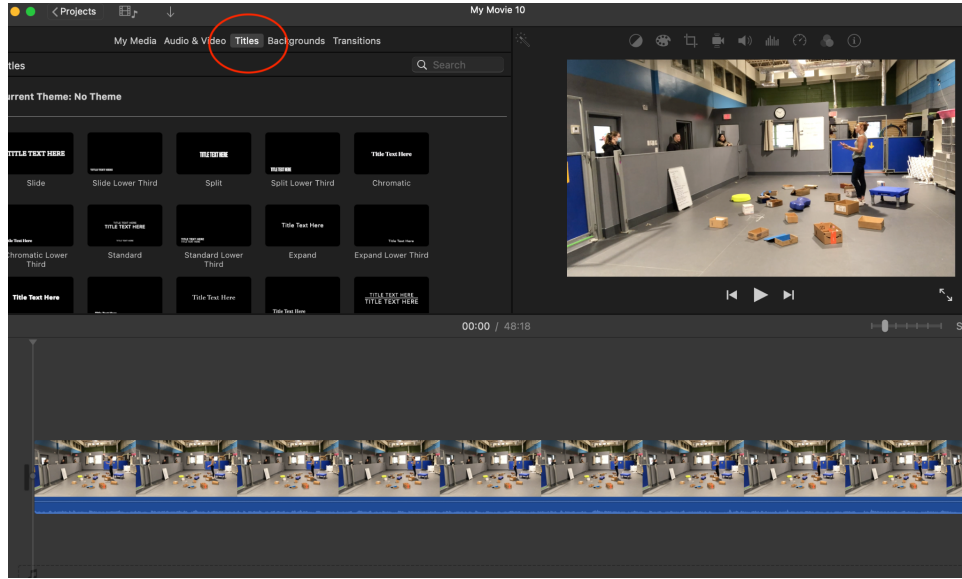 Projects
My Movie 10
My Media Audio & Video Titles Backgrounds Transitions
itles
Search
urrent Theme: No Theme
TITLE TEXT HERE
TITLE TEXT HERE
Title Text Here
Slide
Slide Lower Third
Split
Split Lower Third
Chromatic
TITLE TEXT HERE
Title Text Here
Title Text Here
hromatic Lower Third
Standard
Standard Lower Third
Expand
Expand Lower Third
Title Text Here
Title Text Here
Title Text Here
TITLE TEXT HERE
TITLE TEXT HERE
00:00 / 48:18
S